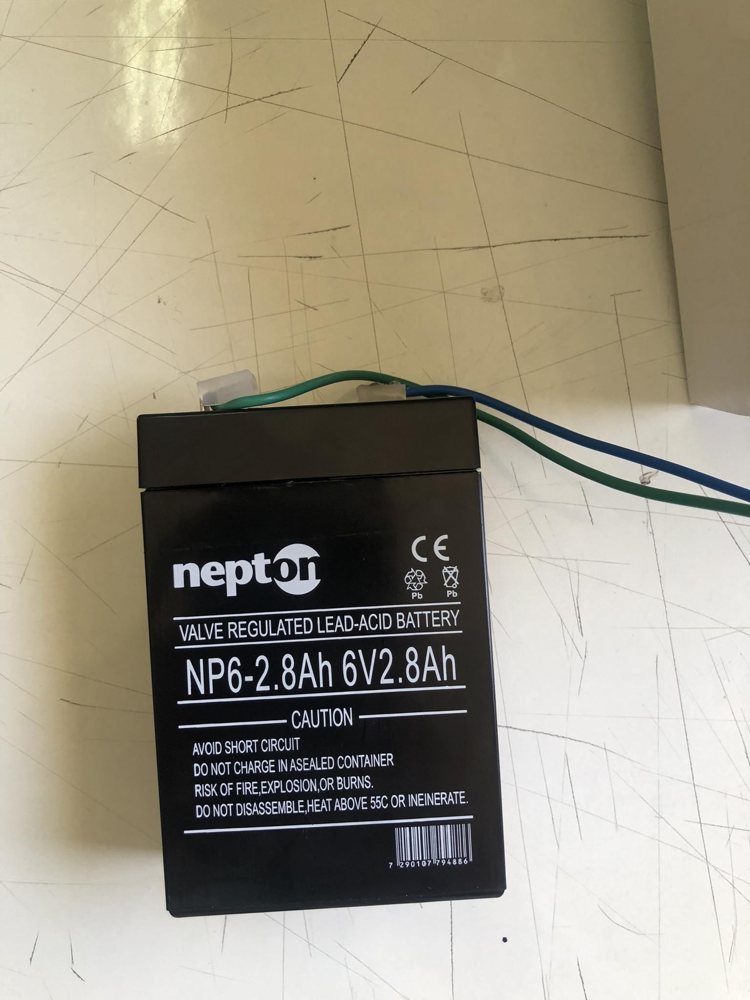 nepton
CE
Pb Pb
VALVE REGULATED LEAD-ACID BATTERY
NP6-2.8Ah 6V2.8Ah
CAUTION
AVOID SHORT CIRCUIT
DO NOT CHARGE IN ASEALED CONTAINER
RISK OF FIRE,EXPLOSION,OR BURNS.
DO NOT DISASSEMBLE,HEAT ABOVE 55C OR INEINERATE.
7 290107 794886